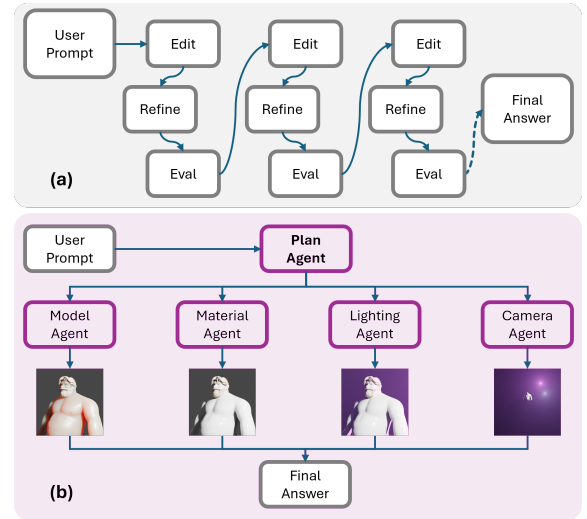 User
Prompt
Edit
Edit
Edit
Refine
Refine
Refine
Final
Answer
Eval
Eval
Eval
(a)
User
Prompt
Plan
Agent
Model
Agent
Material
Agent
Lighting
Agent
Camera
Agent
Final
Answer
(b)